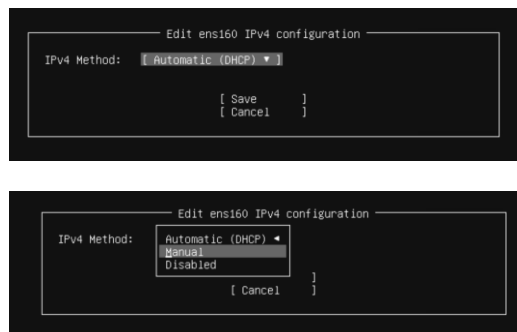 Edit ens160 IPv4 configuration
IPv4 Method: [ Automatic (DHCP) ▼ ]
[ Save ]
[ Cancel ]
Edit ens160 IPv4 configuration
IPv4 Method: Automatic (DHCP) ◄
Manual
Disabled
]
[ Cancel ]